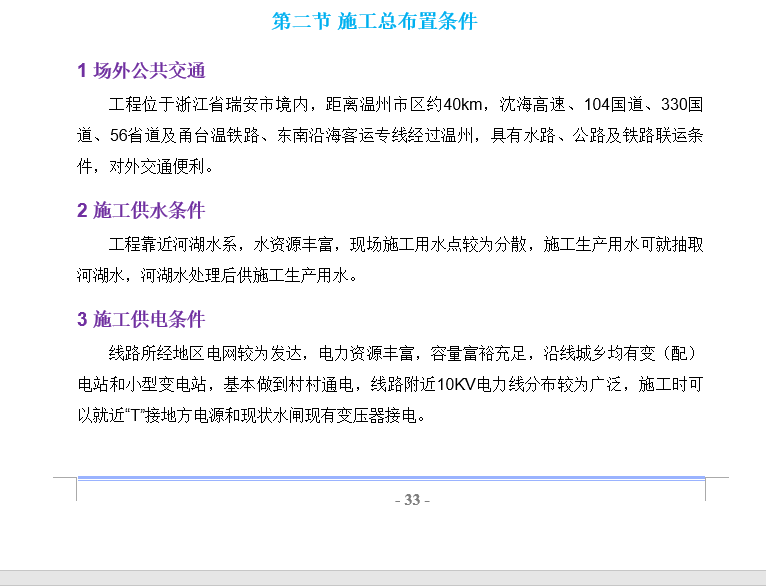 第二节 施工总布置条件
1 场外公共交通
工程位于浙江省瑞安市境内，距离温州市区约40km，沈海高速、104国道、330国
道、56省道及甬台温铁路、东南沿海客运专线经过温州，具有水路、公路及铁路联运条
件，对外交通便利。
2 施工供水条件
工程靠近河湖水系，水资源丰富，现场施工用水点较为分散，施工生产用水可就抽取
河湖水，河湖水处理后供施工生产用水。
3 施工供电条件
线路所经地区电网较为发达，电力资源丰富，容量富裕充足，沿线城乡均有变（配）
电站和小型变电站，基本做到村村通电，线路附近10KV电力线分布较为广泛，施工时可
以就近“T”接地方电源和现状水闸现有变压器接电。
- 33 -